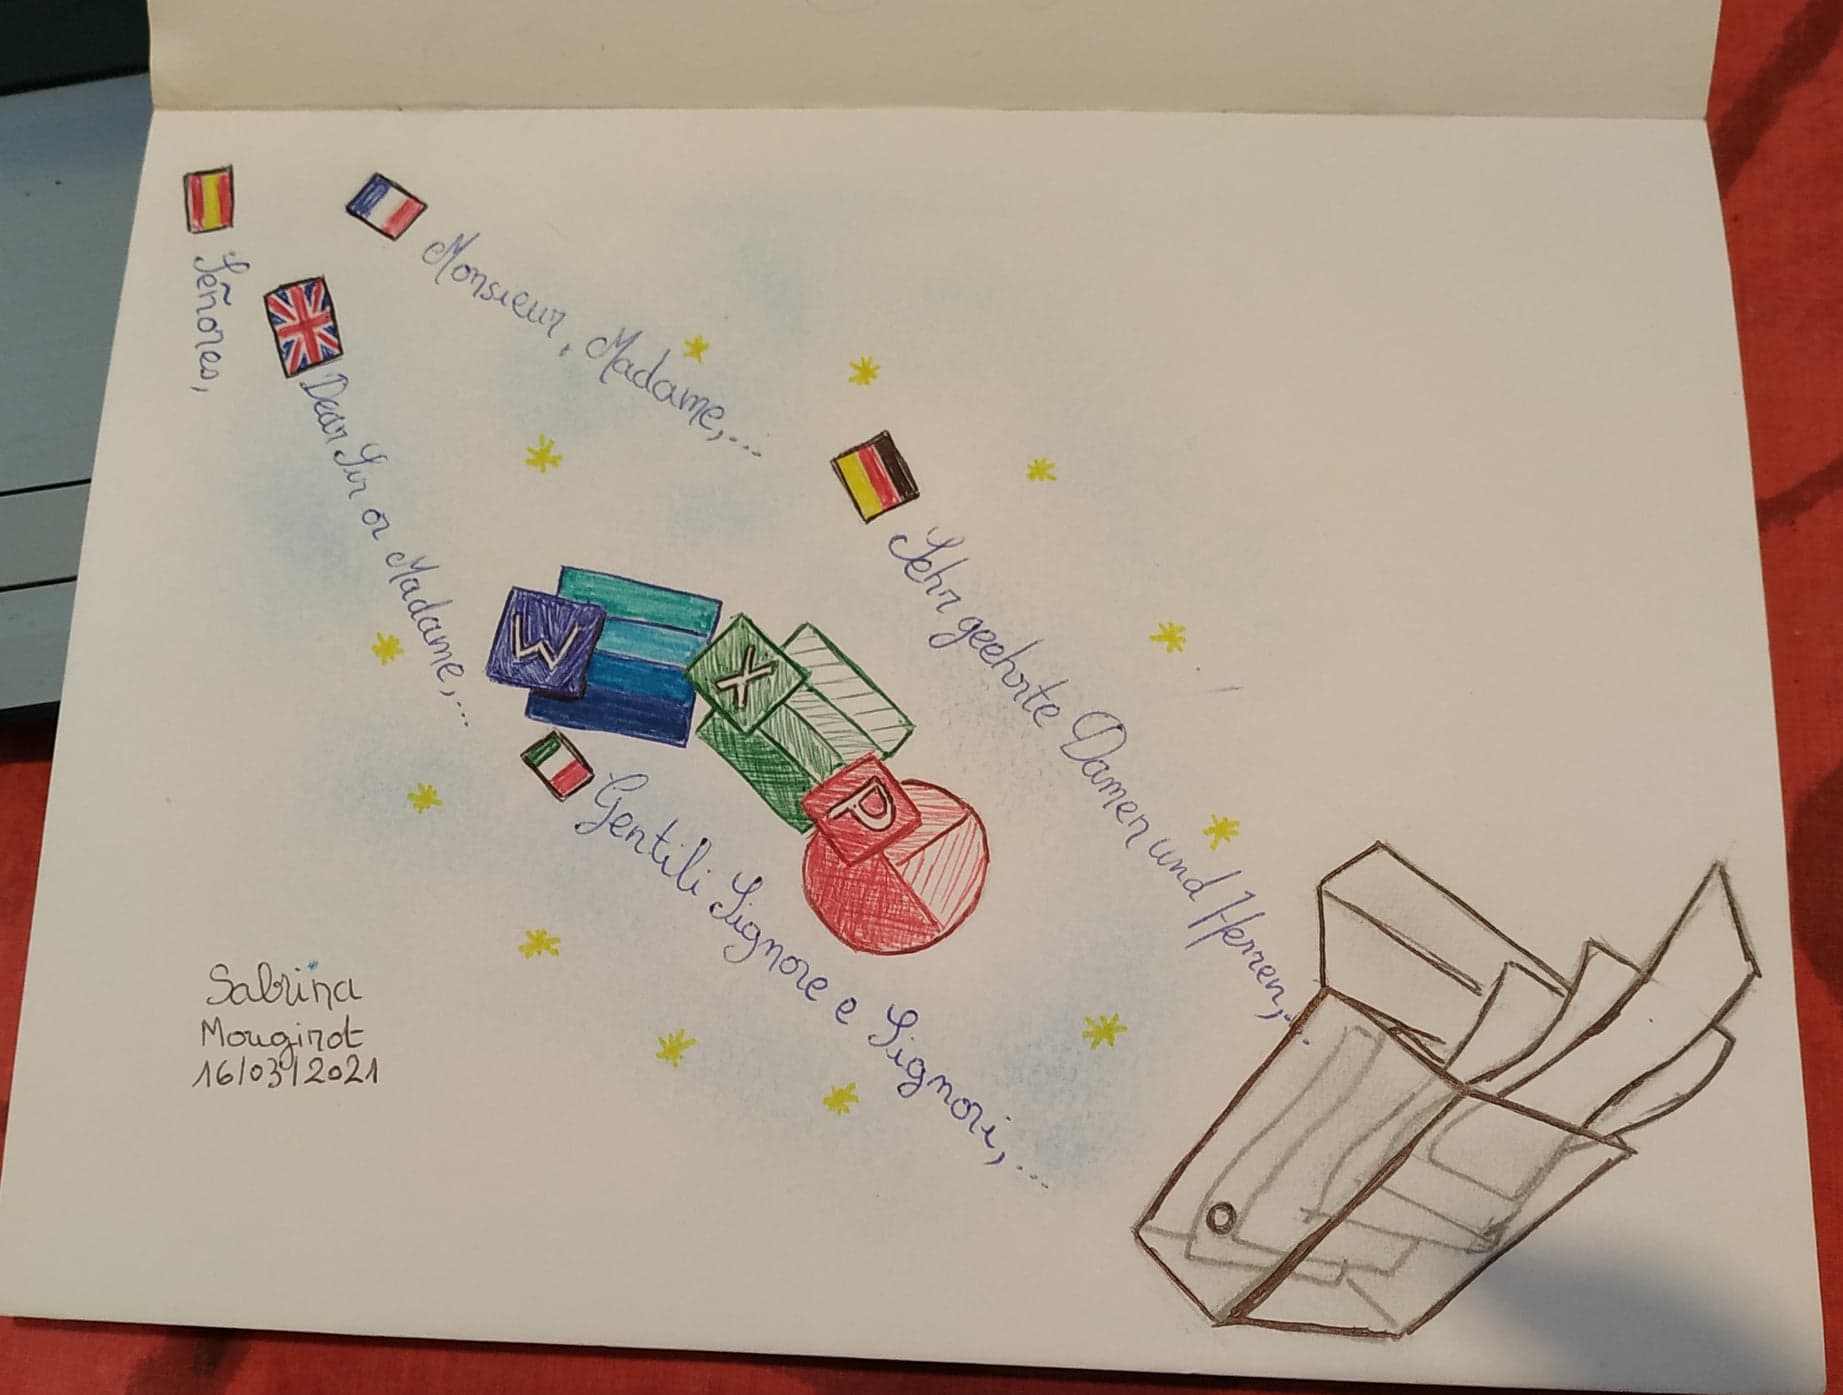 Señores,
Monsieur, Madame,...
Dear Sir or Madame,...
Sehr geehrte Damen und Herren,...
W
X
P
Gentili Signore e Signori,...
Sabrina
Mouginot
16/03/2021